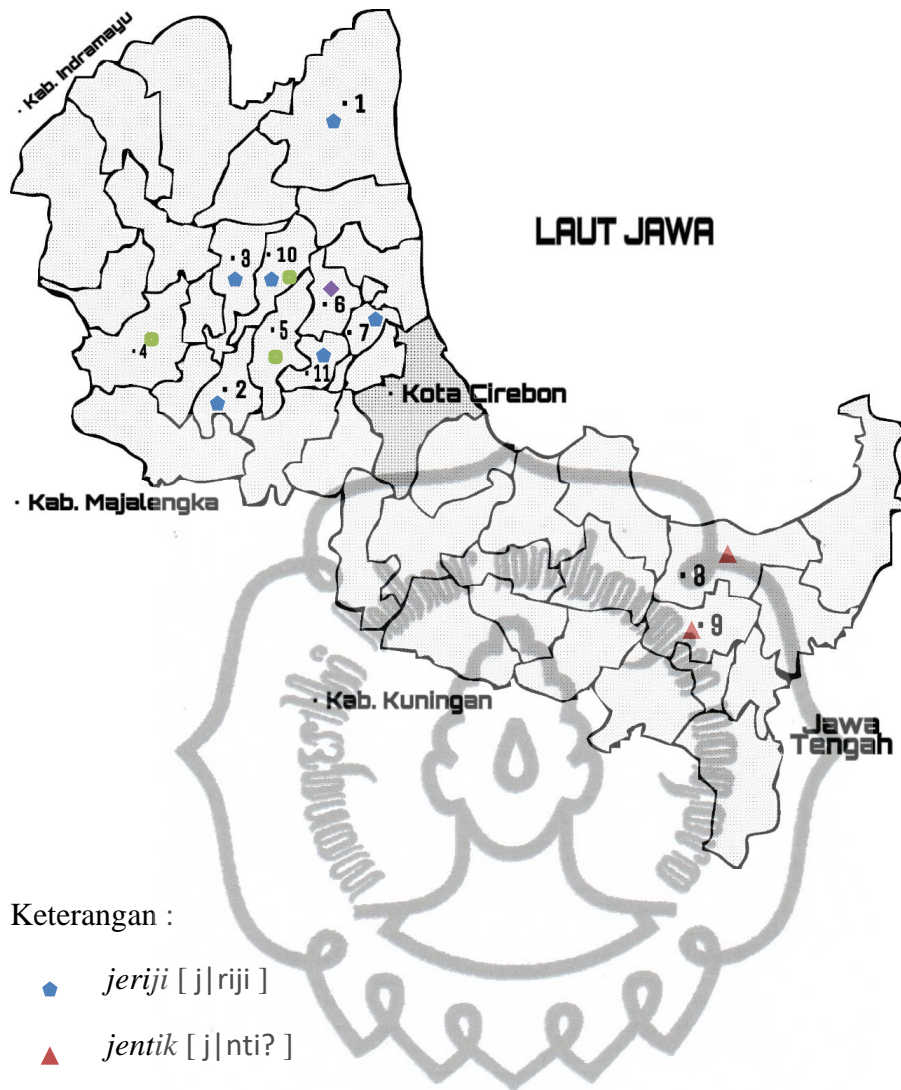 · Kab. Indramayu
· 1
LAUT JAWA
· 3
· 10
· 6
· 5
· 7
· 4
· 11
· 2
· Kota Cirebon
· Kab. Majalengka
· 8
· 9
· Kab. Kuningan
Jawa
Tengah
Keterangan :
jeriji [ j|riji ]
jentik [ j|nti? ]